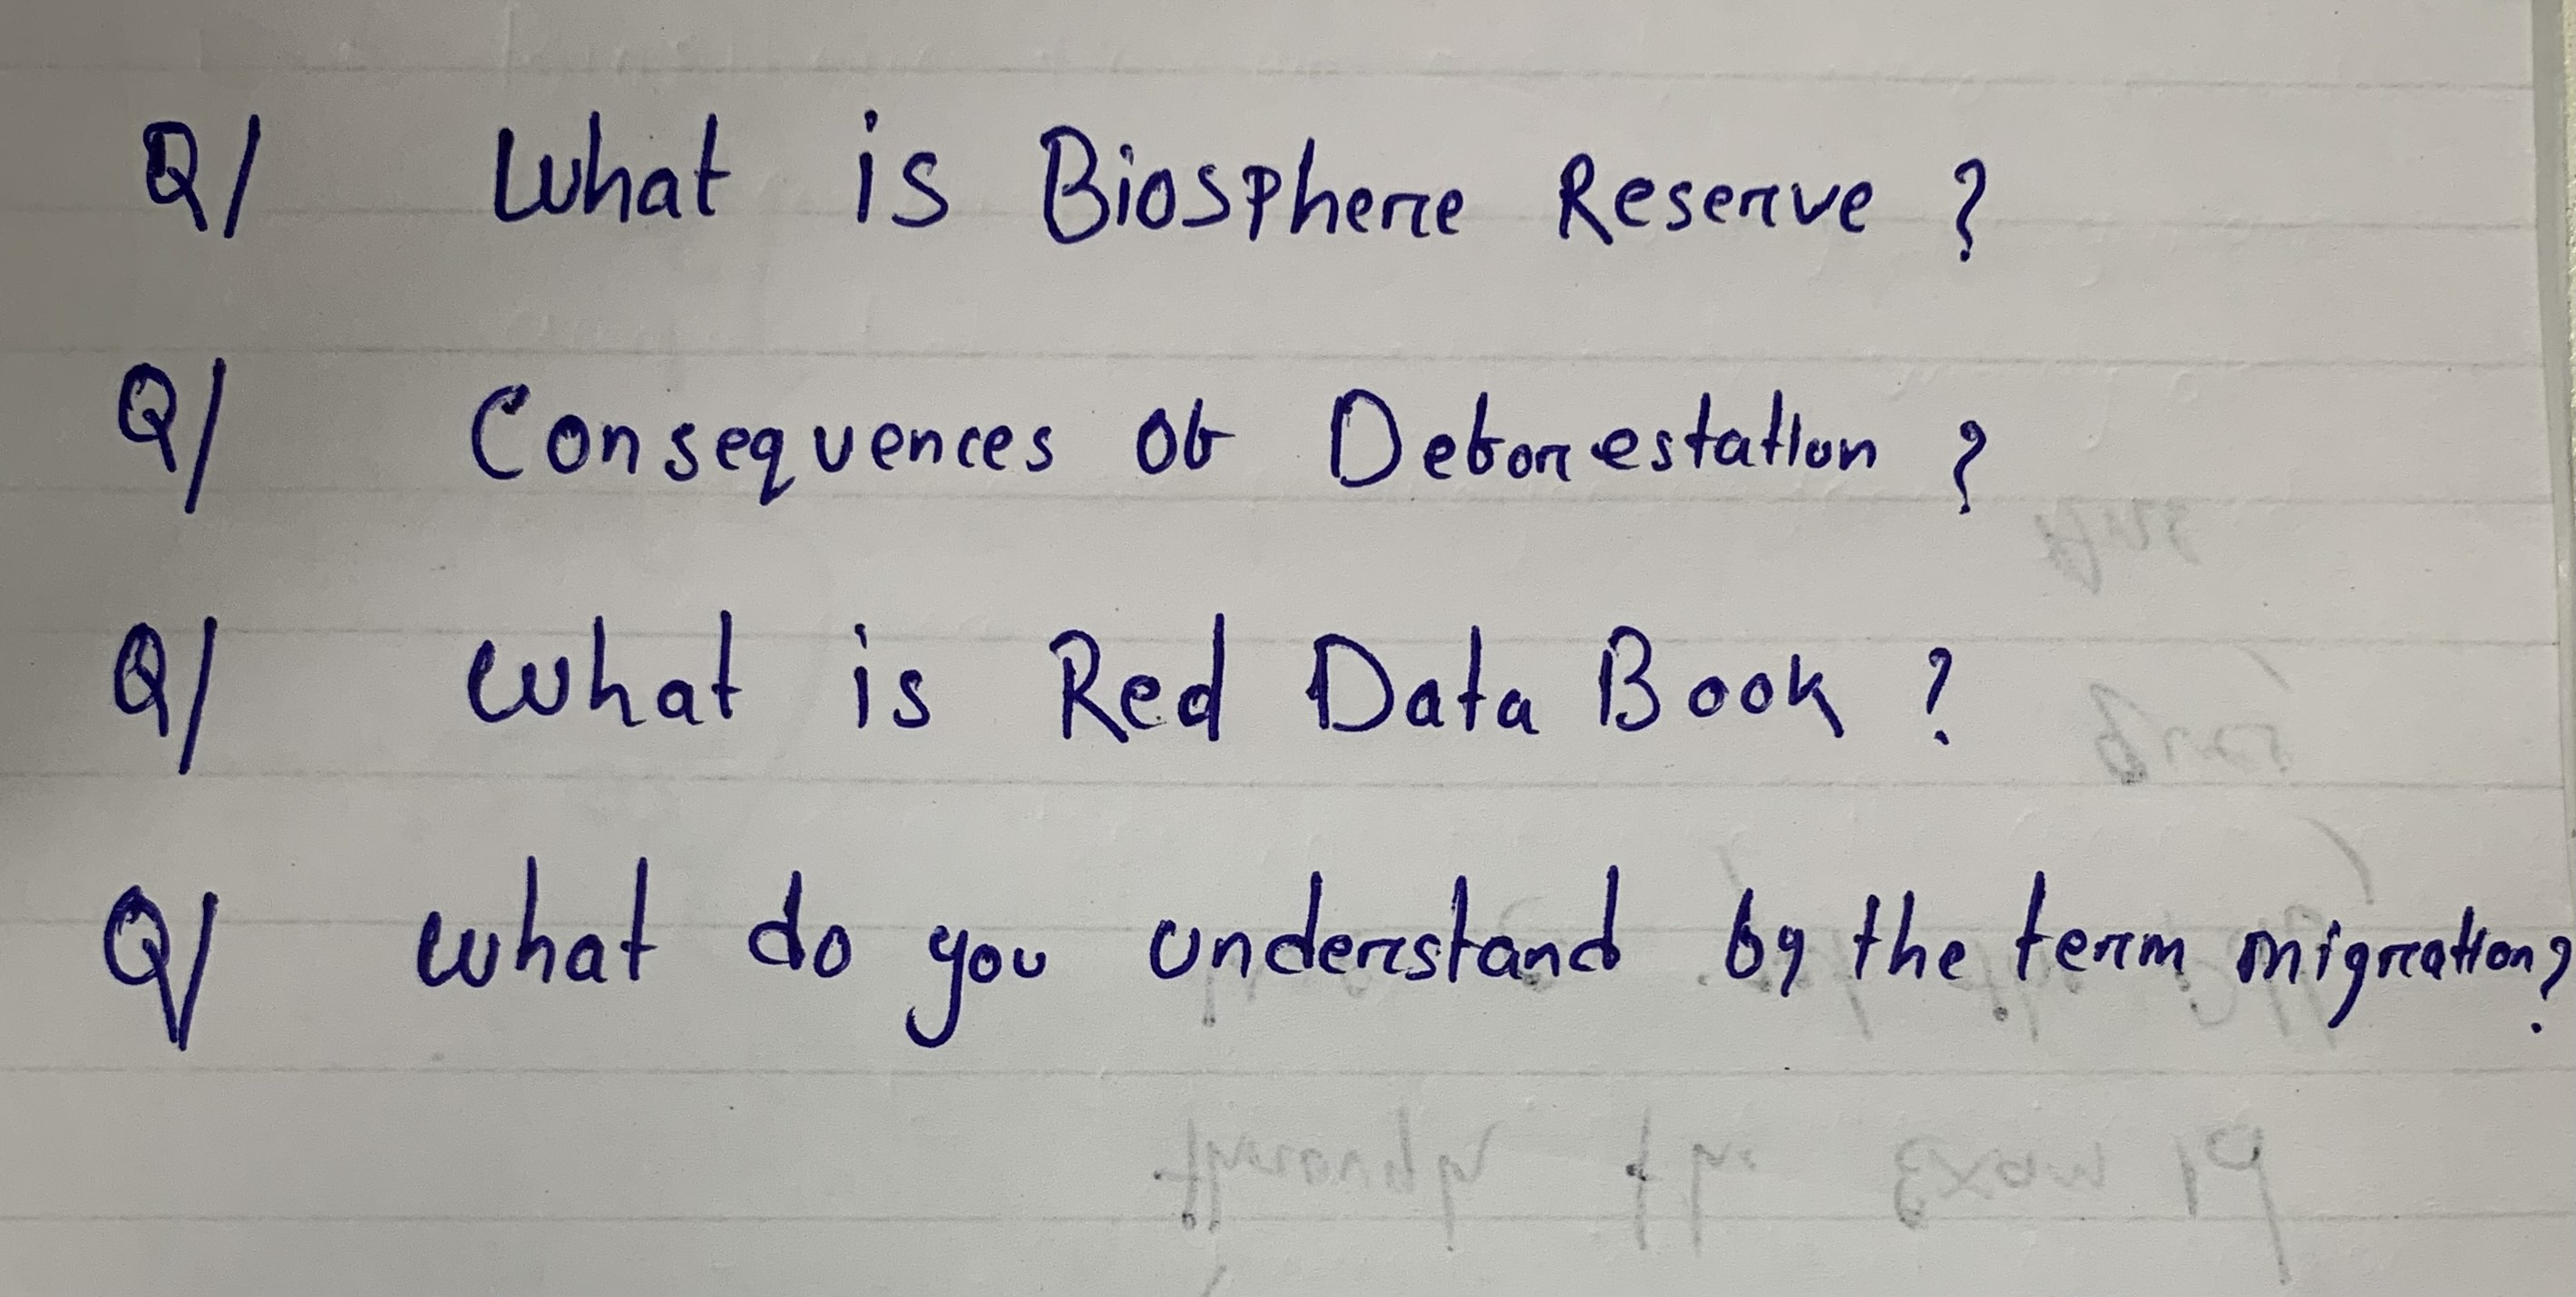 Q/ What is Biosphere Reserve ?
Q/ Consequences of Deforestation ?
Q/ What is Red Data Book ?
Q/ What do you understand by the term migration?